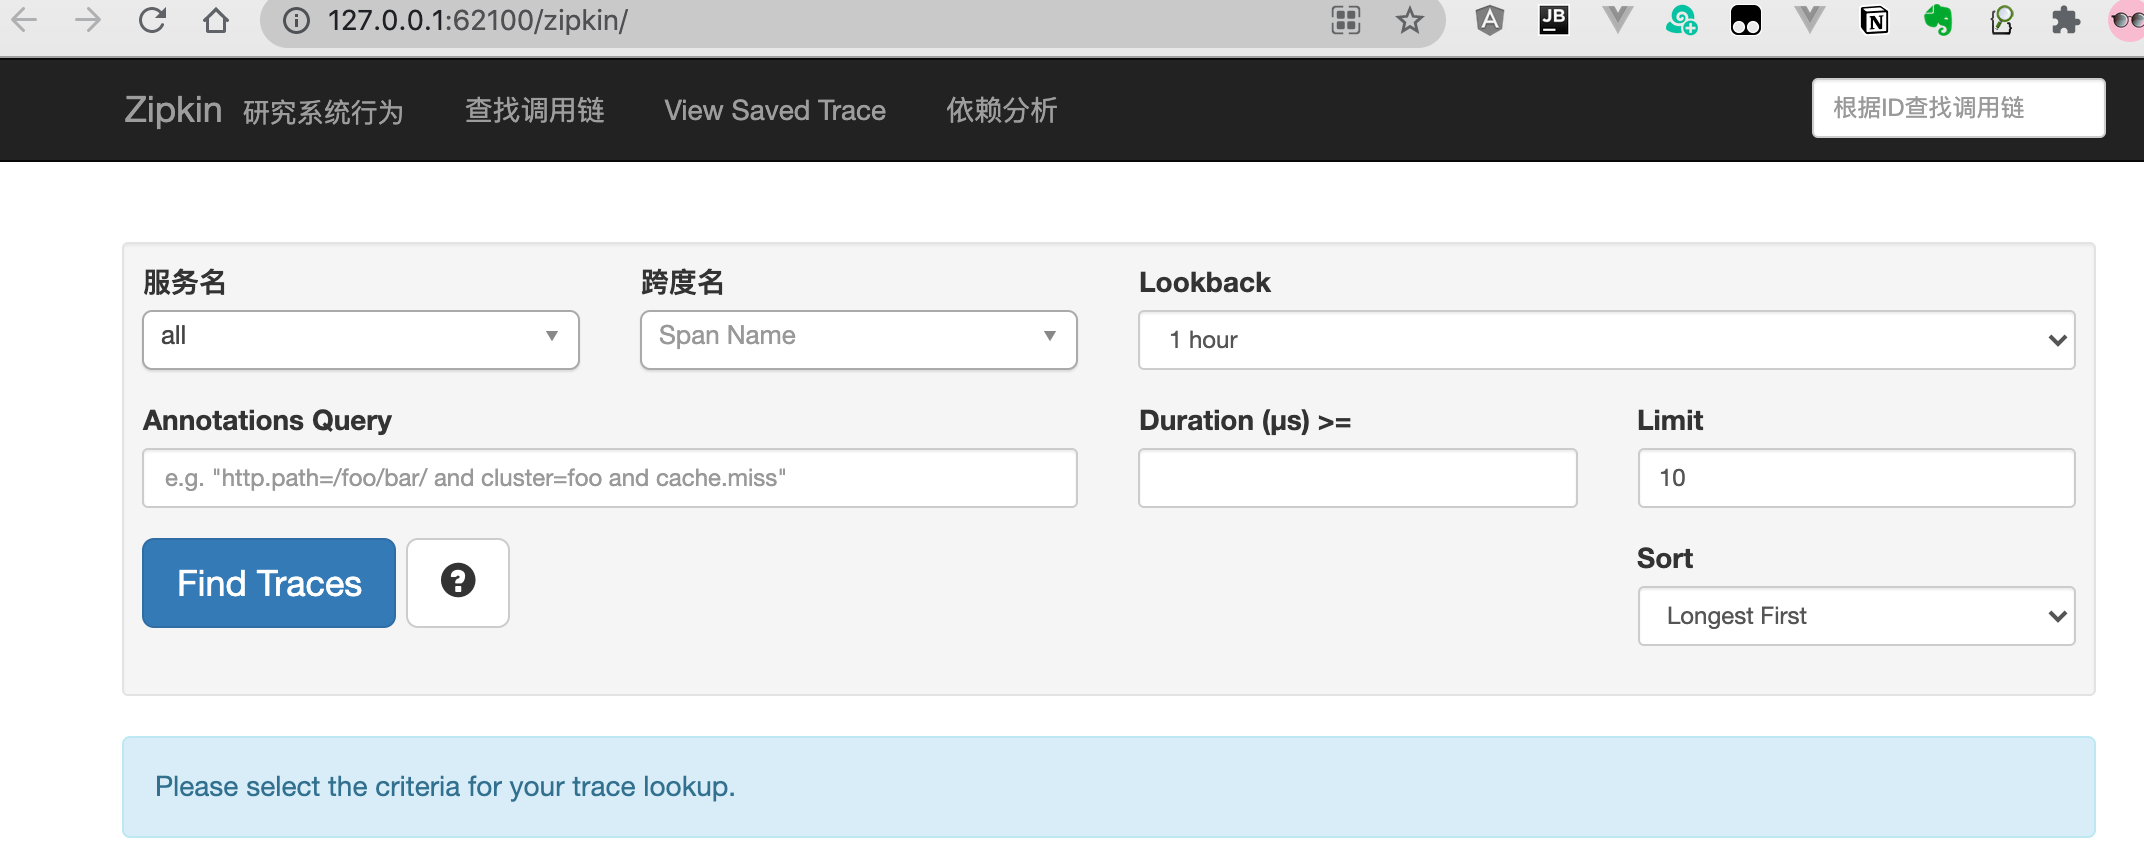 127.0.0.1:62100/zipkin/
JB
Zipkin 研究系统行为 查找调用链 View Saved Trace 依赖分析 根据ID查找调用链
服务名 跨度名 Lookback
all Span Name 1 hour
Annotations Query Duration (μs) >= Limit
e.g. "http.path=/foo/bar/ and cluster=foo and cache.miss" 10
Find Traces ? Sort
Longest First
Please select the criteria for your trace lookup.